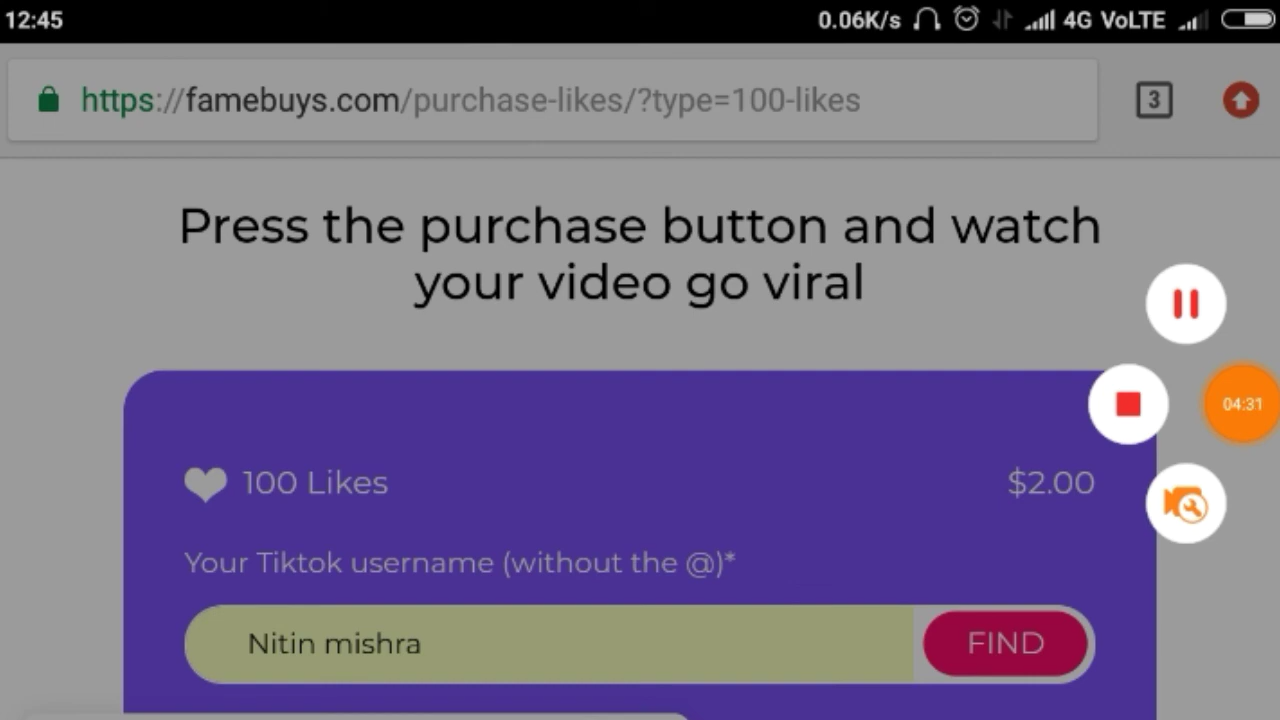 12:45
0.06K/s 4G VoLTE
https://famebuys.com/purchase-likes/?type=100-likes
3
Press the purchase button and watch
your video go viral
04:31
100 Likes
$2.00
Your Tiktok username (without the @)*
Nitin mishra
FIND